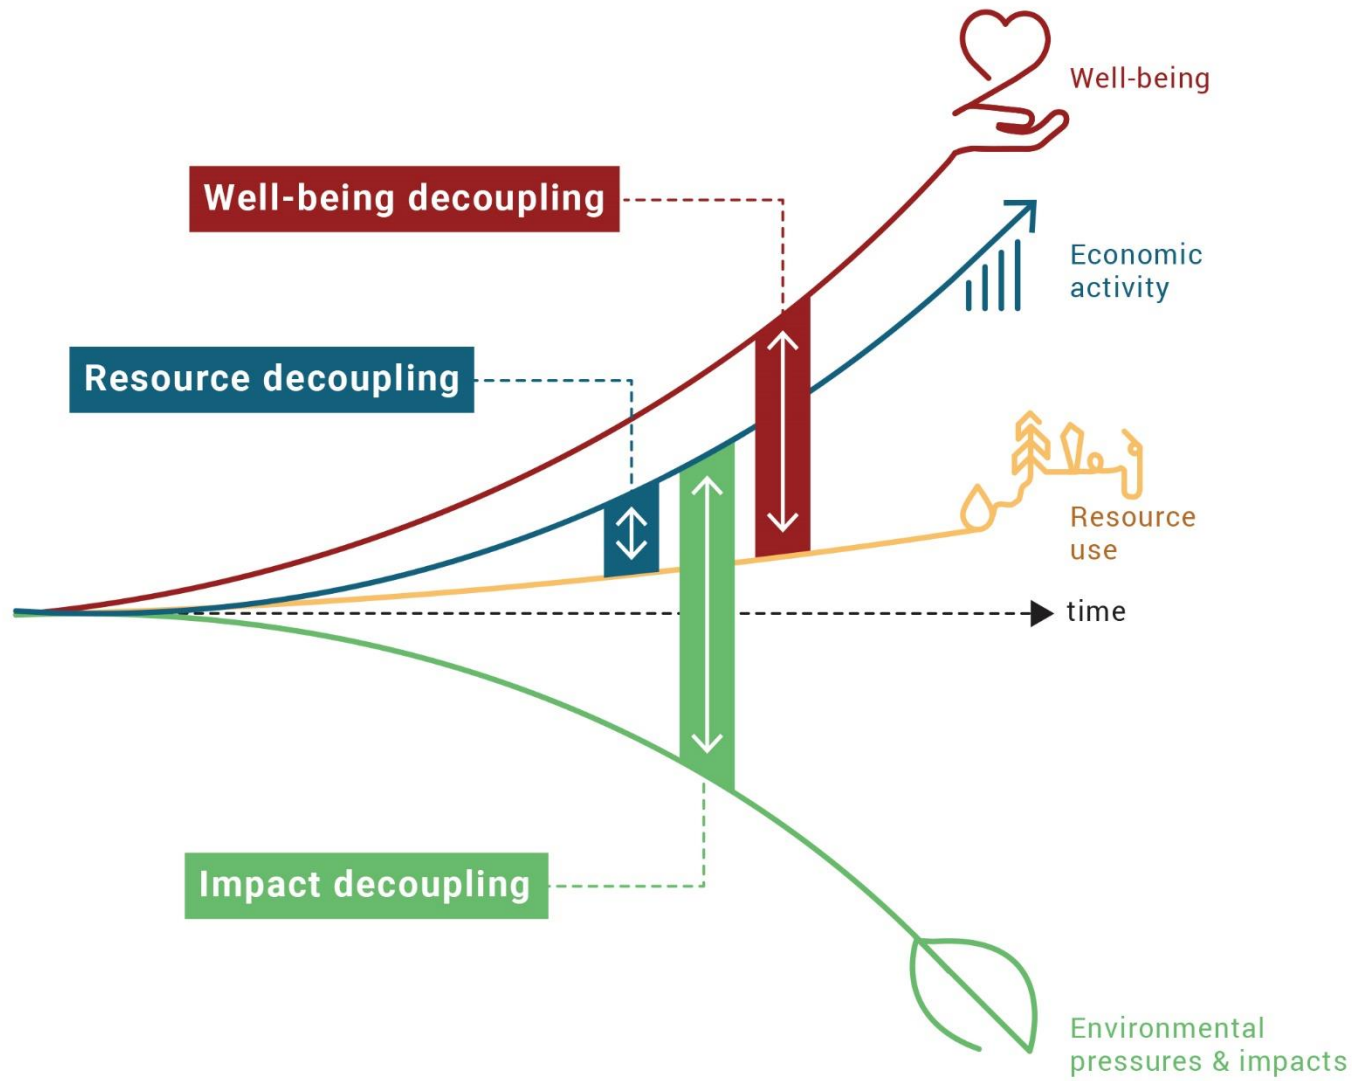 Well-being
Well-being decoupling
Economic
activity
Resource decoupling
Resource
use
time
Impact decoupling
Environmental
pressures & impacts